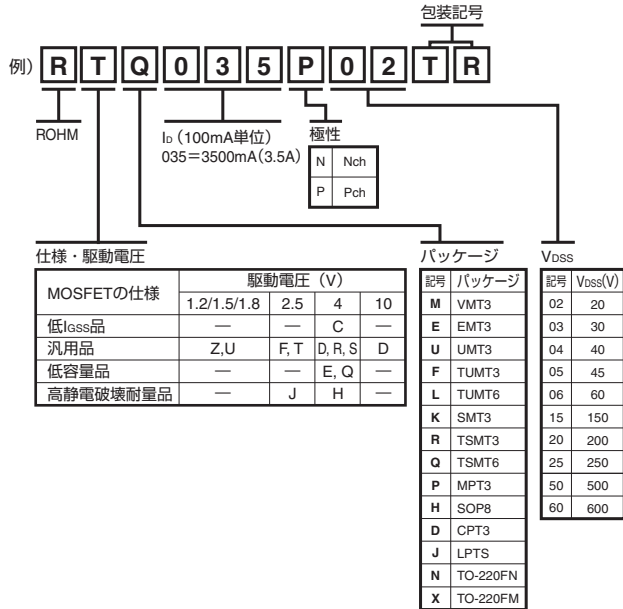 包装記号
例) R T Q 0 3 5 P 0 2 T R
ROHM
ID (100mA単位)
035=3500mA(3.5A)
極性
N Nch
P Pch
仕様・駆動電圧
MOSFETの仕様 駆動電圧 (V)
1.2/1.5/1.8 2.5 4 10
低IGSS品 — — C —
汎用品 Z,U F, T D, R, S D
低容量品 — — E, Q —
高静電破壊耐量品 — J H —
パッケージ
記号 パッケージ
M VMT3
E EMT3
U UMT3
F TUMT3
L TUMT6
K SMT3
R TSMT3
Q TSMT6
P MPT3
H SOP8
D CPT3
J LPTS
N TO-220FN
X TO-220FM
VDSS
記号 VDSS(V)
02 20
03 30
04 40
05 45
06 60
15 150
20 200
25 250
50 500
60 600